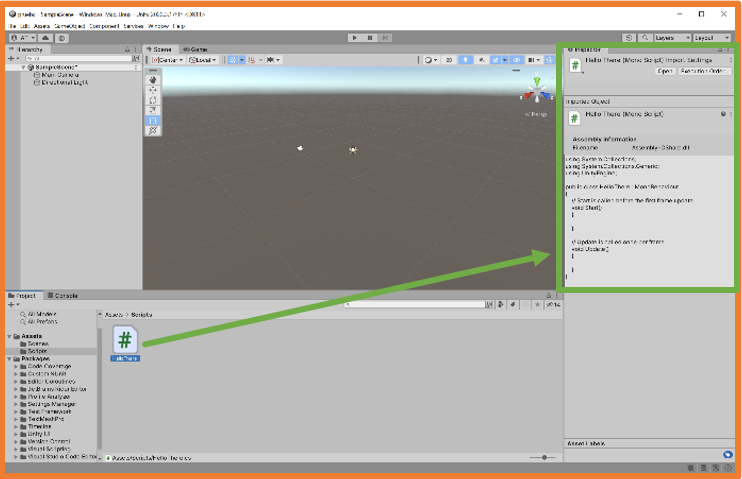 File Edit Assets GameObject Component Services Window Help
Layers Layout
Hierarchy
Scene Game
Inspector
Center Local
2D
SampleScene*
Main Camera
Directional Light
Persp
Hello There (Mono Script) Import Settings
Open Execution Order...
Imported Object
Hello There (Mono Script)
Assembly Information
Filename Assembly-CSharp.dll
using System.Collections;
using System.Collections.Generic;
using UnityEngine;
public class HelloThere : MonoBehaviour
{
// Start is called before the first frame update
void Start()
{
}
// Update is called once per frame
void Update()
{
}
}
Project Console
All Models
All Prefabs
Assets
Scenes
Scripts
Packages
Code Coverage
Custom NUnit
Editor Coroutines
JetBrains Rider Editor
Profile Analyzer
Settings Manager
Test Framework
TextMeshPro
Timeline
Unity UI
Version Control
Visual Scripting
Visual Studio Code Editor
Assets > Scripts
HelloThere
Assets/Scripts/HelloThere.cs
Asset Labels